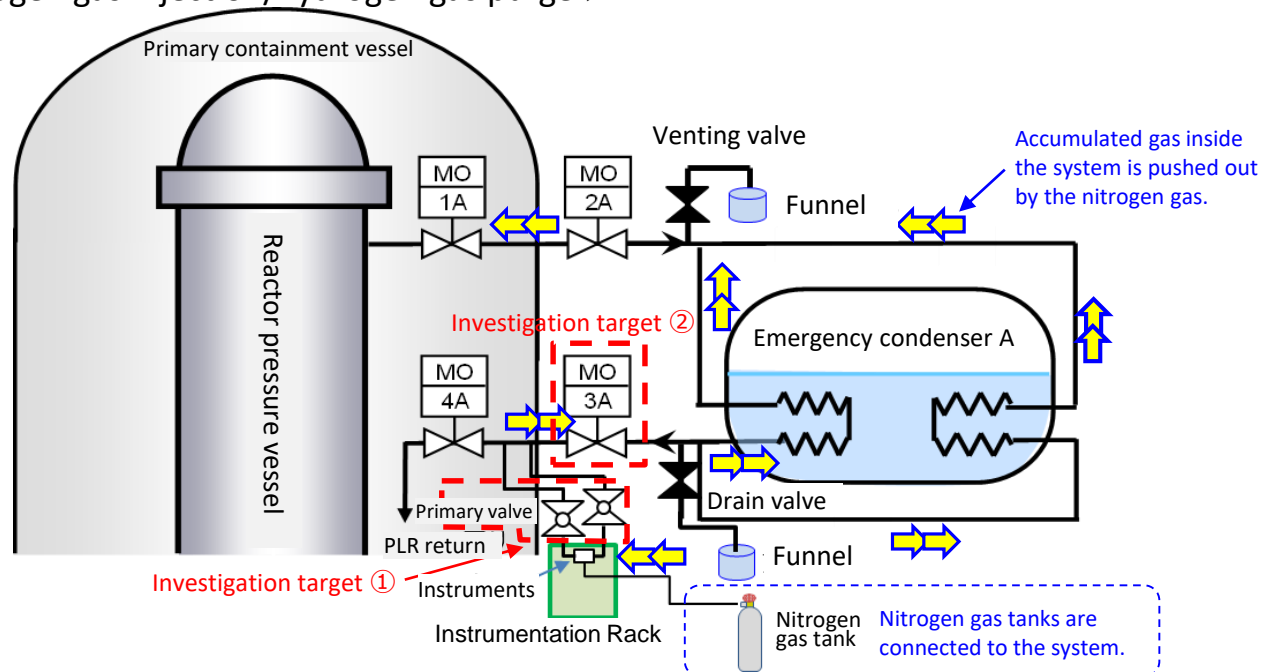 Primary containment vessel
Venting valve
Accumulated gas inside
the system is pushed out
by the nitrogen gas.
MO
1A
MO
2A
Funnel
Reactor pressure vessel
Investigation target ②
Emergency condenser A
MO
4A
MO
3A
Primary valve
Drain valve
PLR return
Funnel
Investigation target ①
Instruments
Instrumentation Rack
Nitrogen
gas tank
Nitrogen gas tanks are
connected to the system.